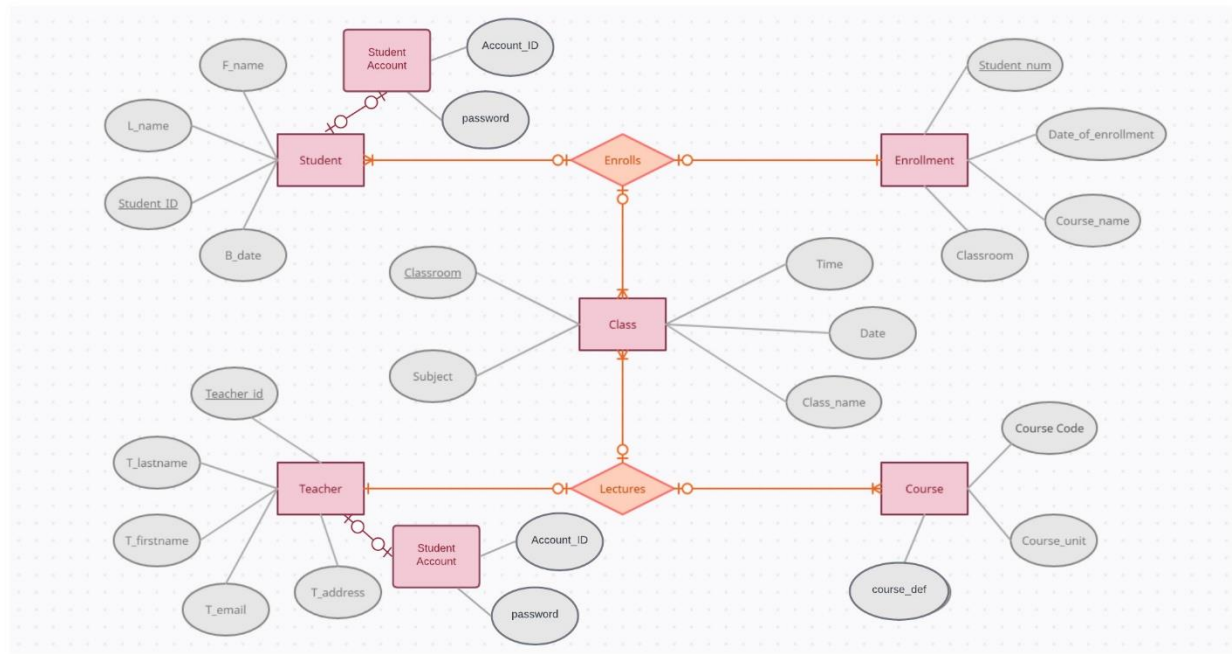 Student
Account
Account_ID
F_name
Student_num
L_name
password
Date_of_enrollment
Student
Enrolls
Enrollment
Student_ID
Course_name
B_date
Classroom
Classroom
Time
Class
Date
Subject
Teacher_id
Class_name
Course Code
T_lastname
Teacher
Lectures
Course
T_firstname
Student
Account
Account_ID
Course_unit
T_email
T_address
password
course_def